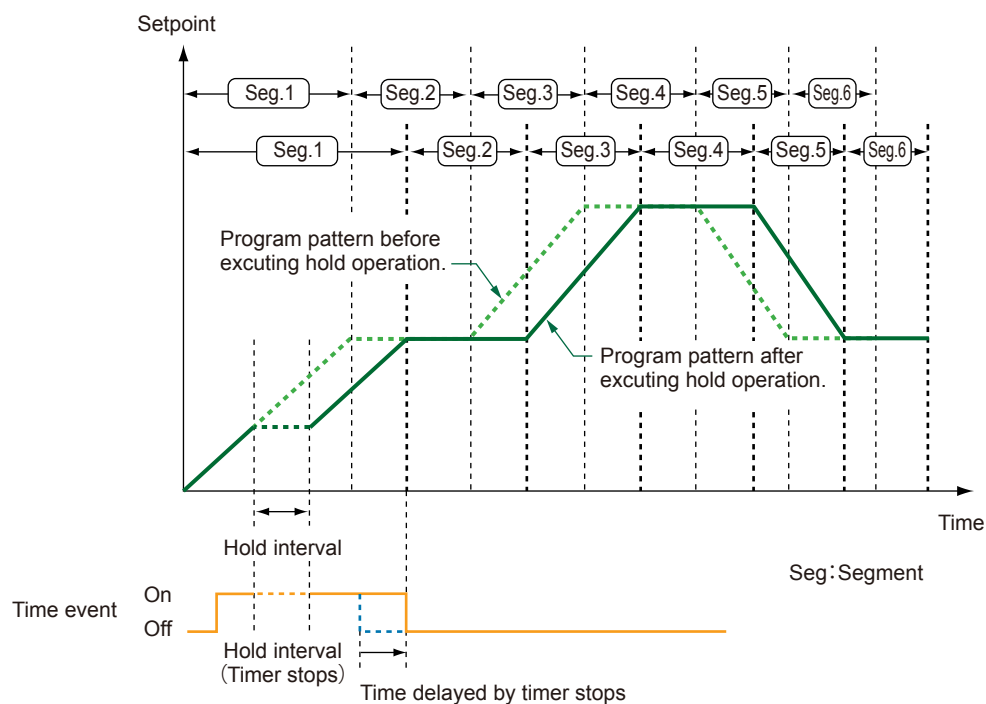 Setpoint
Seg.1 Seg.2 Seg.3 Seg.4 Seg.5 Seg.6
Seg.1 Seg.2 Seg.3 Seg.4 Seg.5 Seg.6
Program pattern before
excuting hold operation.
Program pattern after
excuting hold operation.
Time
Hold interval
Seg:Segment
Time event
On
Off
Hold interval
(Timer stops)
Time delayed by timer stops